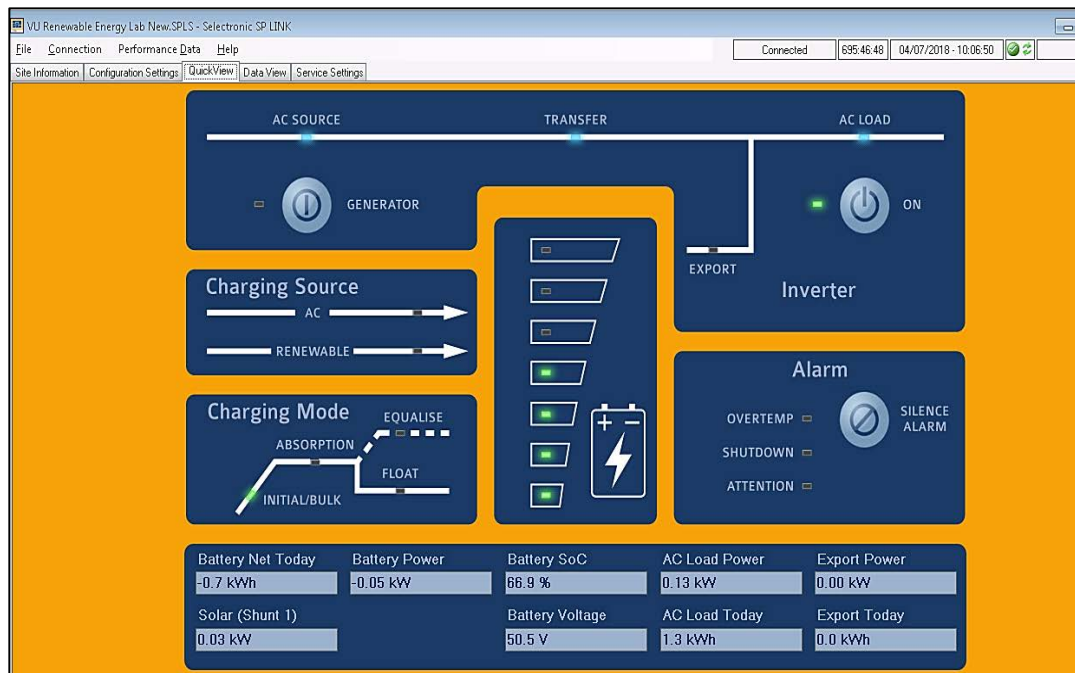 VU Renewable Energy Lab New.SPLS - Selectronic SP LINK
File Connection Performance Data Help
Connected 695:46:48 04/07/2018 - 10:06:50
Site Information Configuration Settings QuickView Data View Service Settings
AC SOURCE TRANSFER AC LOAD
GENERATOR ON
EXPORT
Inverter
Charging Source
AC
RENEWABLE
Charging Mode
EQUALISE
ABSORPTION
FLOAT
INITIAL/BULK
+ −
Alarm
OVERTEMP
SILENCE
ALARM
SHUTDOWN
ATTENTION
Battery Net Today Battery Power Battery SoC AC Load Power Export Power
-0.7 kWh -0.05 kW 66.9 % 0.13 kW 0.00 kW
Solar (Shunt 1) Battery Voltage AC Load Today Export Today
0.03 kW 50.5 V 1.3 kWh 0.0 kWh